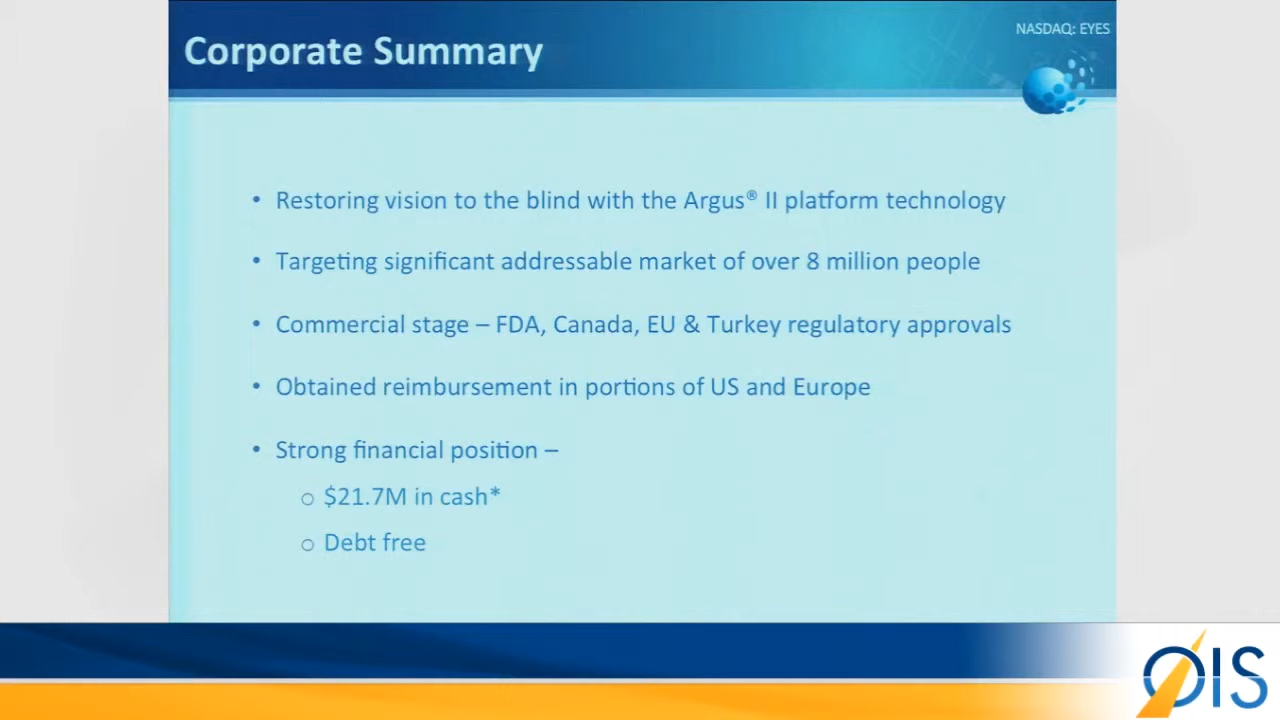 NASDAQ: EYES
Corporate Summary
• Restoring vision to the blind with the Argus® II platform technology
• Targeting significant addressable market of over 8 million people
• Commercial stage – FDA, Canada, EU & Turkey regulatory approvals
• Obtained reimbursement in portions of US and Europe
• Strong financial position –
o $21.7M in cash*
o Debt free
OIS